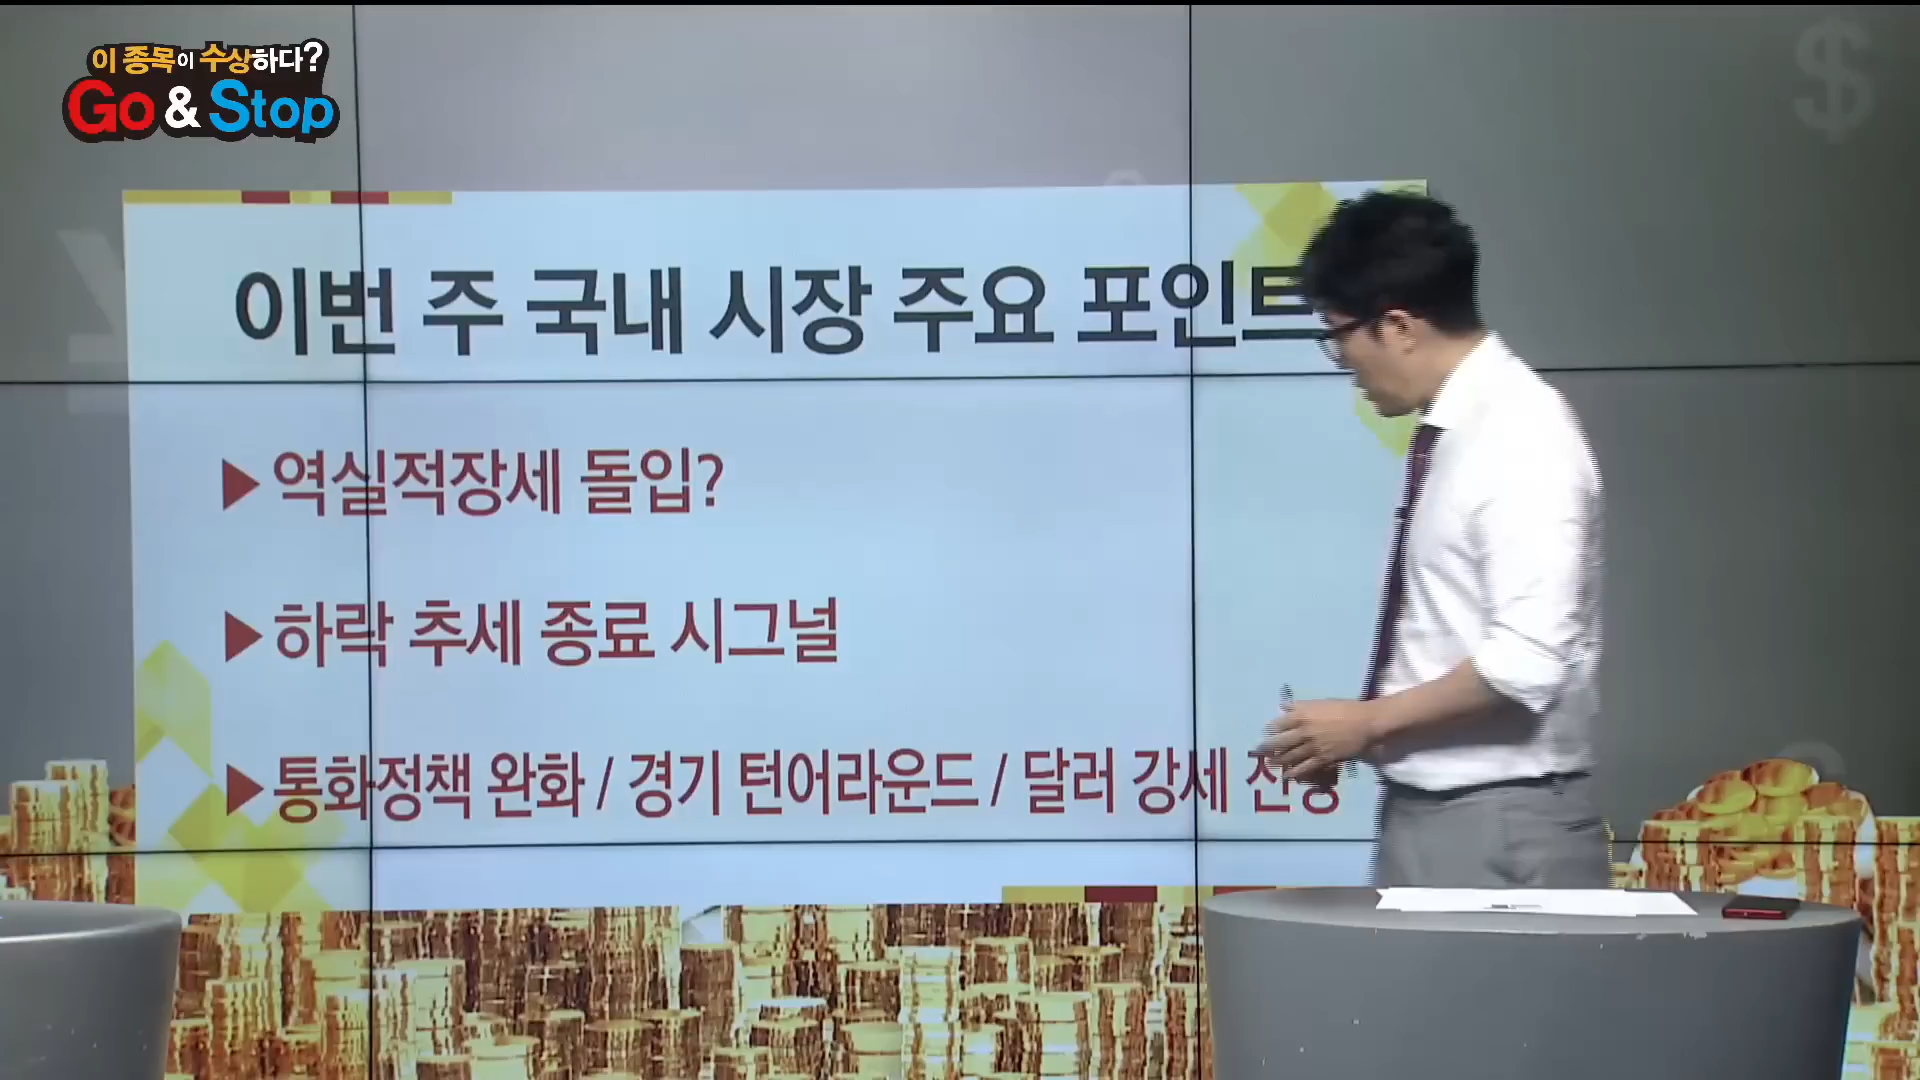 이 종목이 수상하다?
Go & Stop
이번 주 국내 시장 주요 포인트
▶역실적장세 돌입?
▶하락 추세 종료 시그널
▶통화정책 완화 / 경기 턴어라운드 / 달러 강세 진정